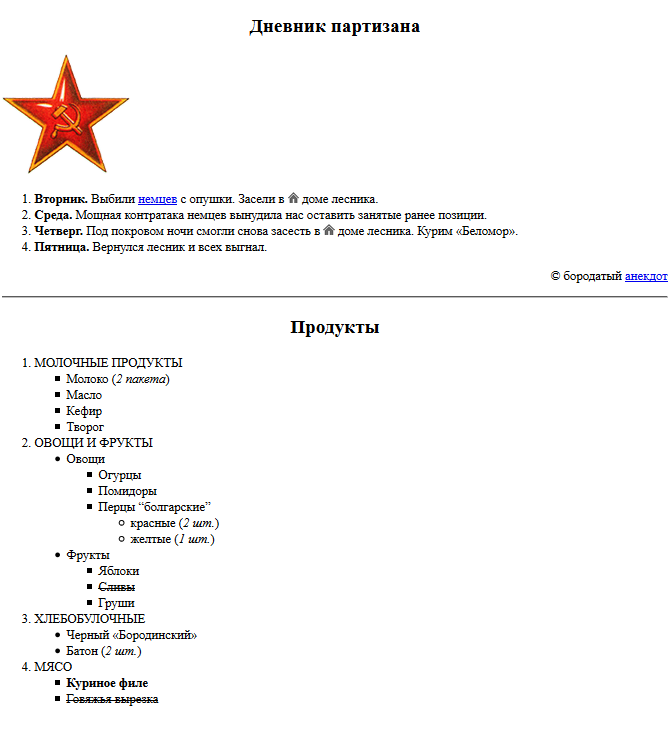 Дневник партизана
1. Вторник. Выбили немцев с опушки. Засели в доме лесника.
2. Среда. Мощная контратака немцев вынудила нас оставить занятые ранее позиции.
3. Четверг. Под покровом ночи смогли снова засесть в доме лесника. Курим «Беломор».
4. Пятница. Вернулся лесник и всех выгнал.
© бородатый анекдот
Продукты
1. МОЛОЧНЫЕ ПРОДУКТЫ
Молоко (2 пакета)
Масло
Кефир
Творог
2. ОВОЩИ И ФРУКТЫ
Овощи
Огурцы
Помидоры
Перцы “болгарские”
красные (2 шт.)
желтые (1 шт.)
Фрукты
Яблоки
Сливы
Груши
3. ХЛЕБОБУЛОЧНЫЕ
Черный «Бородинский»
Батон (2 шт.)
4. МЯСО
Куриное филе
Говяжья вырезка